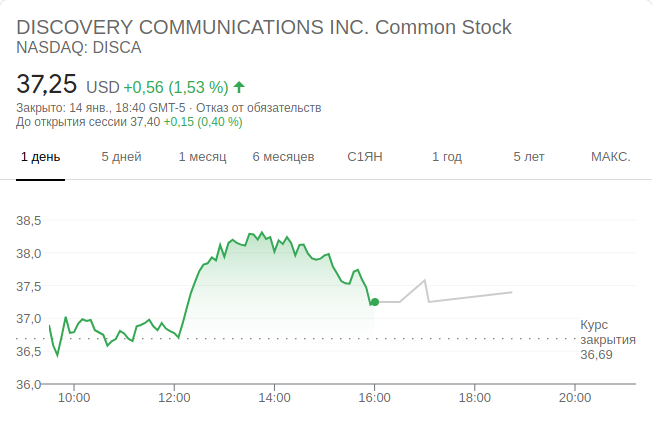 DISCOVERY COMMUNICATIONS INC. Common Stock
NASDAQ: DISCA
37,25 USD +0,56 (1,53 %)
Закрыто: 14 янв., 18:40 GMT-5 · Отказ от обязательств
До открытия сессии 37,40 +0,15 (0,40 %)
1 день 5 дней 1 месяц 6 месяцев С1ЯН 1 год 5 лет МАКС.
38,5
38,0
37,5
37,0
36,5
36,0
Курс
закрытия
36,69
10:00 12:00 14:00 16:00 18:00 20:00